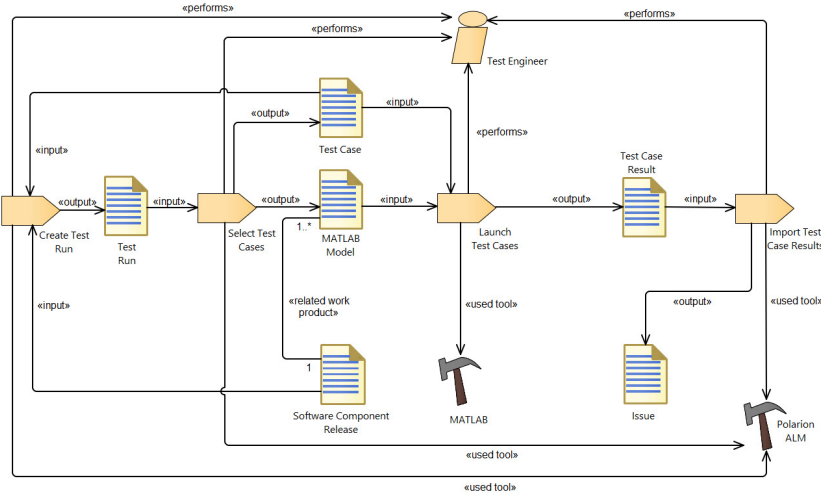 «performs»
«performs»
«performs»
Test Engineer
«output»
«input»
Test Case
«performs»
«input»
Test Case
Result
«output»
«input»
«output»
«input»
«output»
«input»
Create Test
Run
Test
Run
Select Test
Cases
1..*
MATLAB
Model
Launch
Test Cases
Import Test
Case Results
«input»
«related work
product»
«used tool»
«output»
«used tool»
1
Software Component
Release
MATLAB
Issue
Polarion
ALM
«used tool»
«used tool»